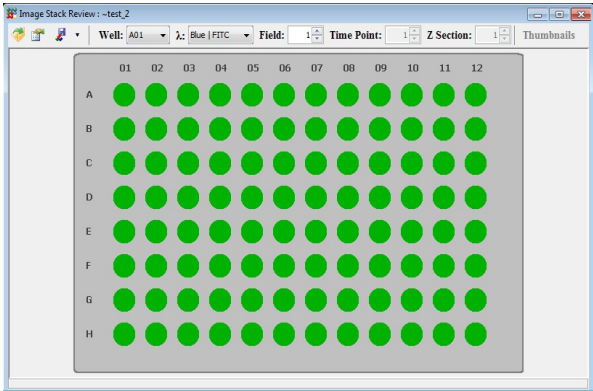 Image Stack Review : ~test_2
Well: A01 λ: Blue | FITC Field: 1 Time Point: 1 Z Section: 1 Thumbnails
01 02 03 04 05 06 07 08 09 10 11 12
A
B
C
D
E
F
G
H